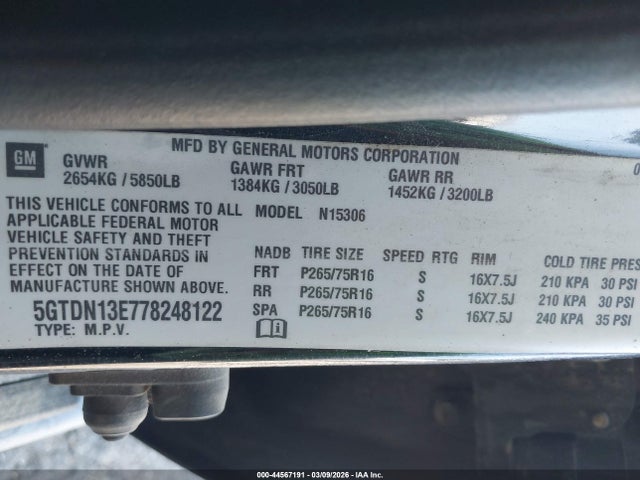 MFD BY GENERAL MOTORS CORPORATION
GM
GVWR GAWR FRT GAWR RR
2654KG / 5850LB 1384KG / 3050LB 1452KG / 3200LB
THIS VEHICLE CONFORMS TO ALL
APPLICABLE FEDERAL MOTOR
VEHICLE SAFETY AND THEFT
PREVENTION STANDARDS IN
EFFECT ON THE DATE OF
MANUFACTURE SHOWN ABOVE.
5GTDN13E778248122
TYPE: M.P.V.
MODEL N15306
NADB TIRE SIZE SPEED RTG RIM COLD TIRE PRES
FRT P265/75R16 S 16X7.5J 210 KPA 30 PSI
RR P265/75R16 S 16X7.5J 210 KPA 30 PSI
SPA P265/75R16 S 16X7.5J 240 KPA 35 PSI
000-44567191 - 03/09/2026 - IAA Inc.